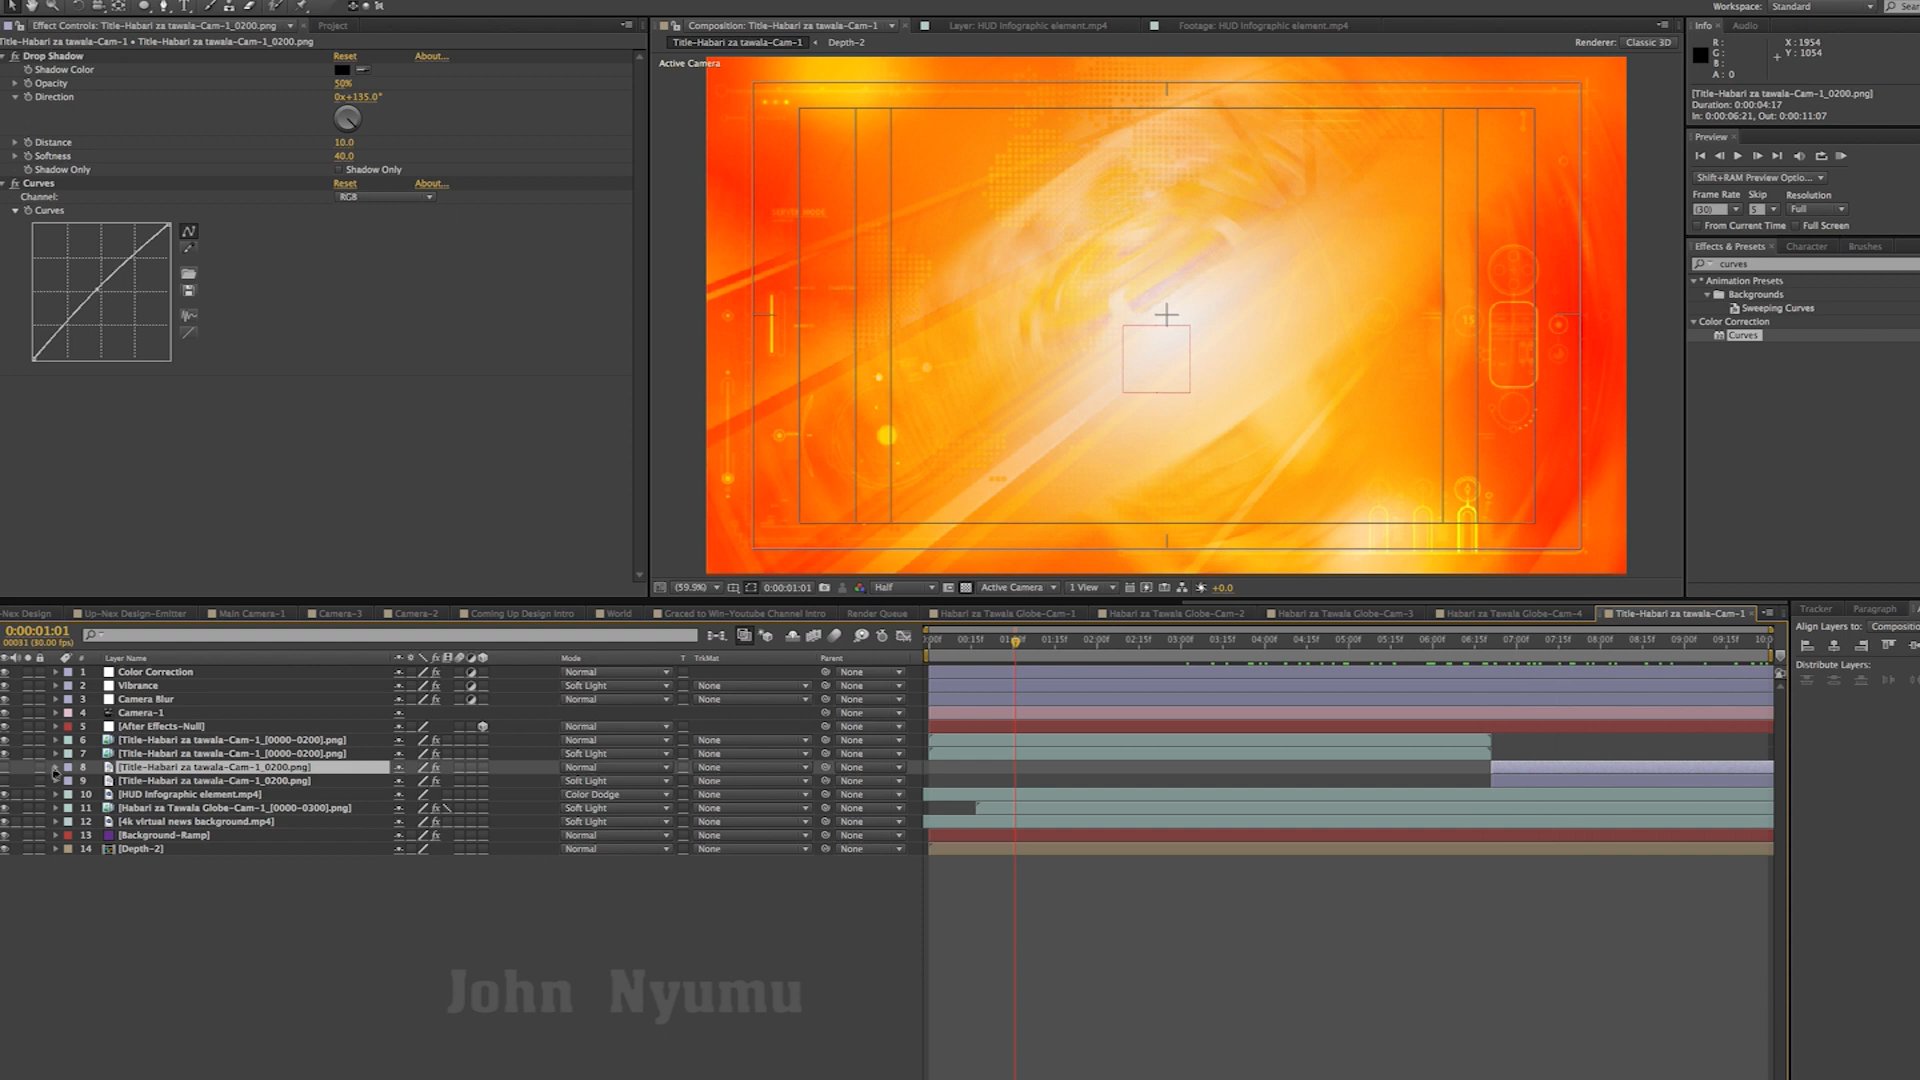 Workspace: Standard
Effect Controls: Title-Habari za tawala-Cam-1_0200.png
Project
Title-Habari za tawala-Cam-1 • Title-Habari za tawala-Cam-1_0200.png
Drop Shadow Reset About...
Shadow Color
Opacity 50%
Direction 0x+135.0°
Distance 10.0
Softness 40.0
Shadow Only Shadow Only
Curves Reset About...
Channel: RGB
Curves
Composition: Title-Habari za tawala-Cam-1
Layer: HUD Infographic element.mp4
Footage: HUD Infographic element.mp4
Title-Habari za tawala-Cam-1 Depth-2
Renderer: Classic 3D
Active Camera
SERVER MODE
15
(59.9%) 0:00:01:01 Half Active Camera 1 View +0.0
Info Audio
R: X : 1954
G: Y : 1054
B:
A : 0
[Title-Habari za tawala-Cam-1_0200.png]
Duration: 0:00:04:17
In: 0:00:06:21, Out: 0:00:11:07
Preview
Shift+RAM Preview Optio...
Frame Rate Skip Resolution
(30) 5 Full
From Current Time Full Screen
Effects & Presets Character Brushes
curves
* Animation Presets
Backgrounds
Sweeping Curves
Color Correction
Curves
-Nex Design Up-Nex Design-Emitter Main Camera-1 Camera-3 Camera-2 Coming Up Design Intro World Graced to Win-Youtube Channel Intro Render Queue Habari za Tawala Globe-Cam-1 Habari za Tawala Globe-Cam-2 Habari za Tawala Globe-Cam-3 Habari za Tawala Globe-Cam-4 Title-Habari za tawala-Cam-1
0:00:01:01
00031 (30.00 fps)
:00f 00:15f 01:00f 01:15f 02:00f 02:15f 03:00f 03:15f 04:00f 04:15f 05:00f 05:15f 06:00f 06:15f 07:00f 07:15f 08:00f 08:15f 09:00f 09:15f 10:0
# Layer Name Mode T TrkMat Parent
1 Color Correction Normal None
2 Vibrance Soft Light None None
3 Camera Blur Normal None None
4 Camera-1 None
5 [After Effects-Null] Normal None None
6 [Title-Habari za tawala-Cam-1_[0000-0200].png] Normal None None
7 [Title-Habari za tawala-Cam-1_[0000-0200].png] Soft Light None None
8 [Title-Habari za tawala-Cam-1_0200.png] Normal None None
9 [Title-Habari za tawala-Cam-1_0200.png] Soft Light None None
10 [HUD Infographic element.mp4] Color Dodge None None
11 [Habari za Tawala Globe-Cam-1_[0000-0300].png] Soft Light None None
12 [4k virtual news background.mp4] Soft Light None None
13 [Background-Ramp] Normal None None
14 [Depth-2] Normal None None
Tracker Paragraph
Align Layers to: Composition
Distribute Layers:
John Nyumu